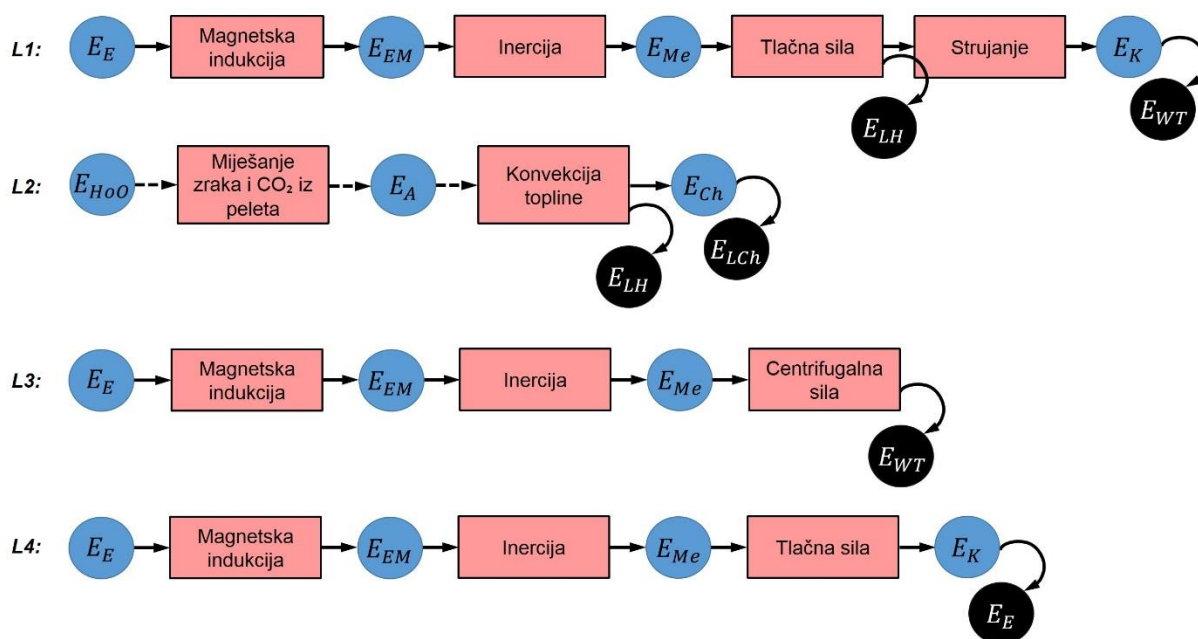 L1:
E_E
Magnetska
indukcija
E_EM
Inercija
E_Me
Tlačna sila
Strujanje
E_K
E_LH
E_WT
L2:
E_HoO
Miješanje
zraka i CO₂ iz
peleta
E_A
Konvekcija
topline
E_Ch
E_LH
E_LCh
L3:
E_E
Magnetska
indukcija
E_EM
Inercija
E_Me
Centrifugalna
sila
E_WT
L4:
E_E
Magnetska
indukcija
E_EM
Inercija
E_Me
Tlačna sila
E_K
E_E